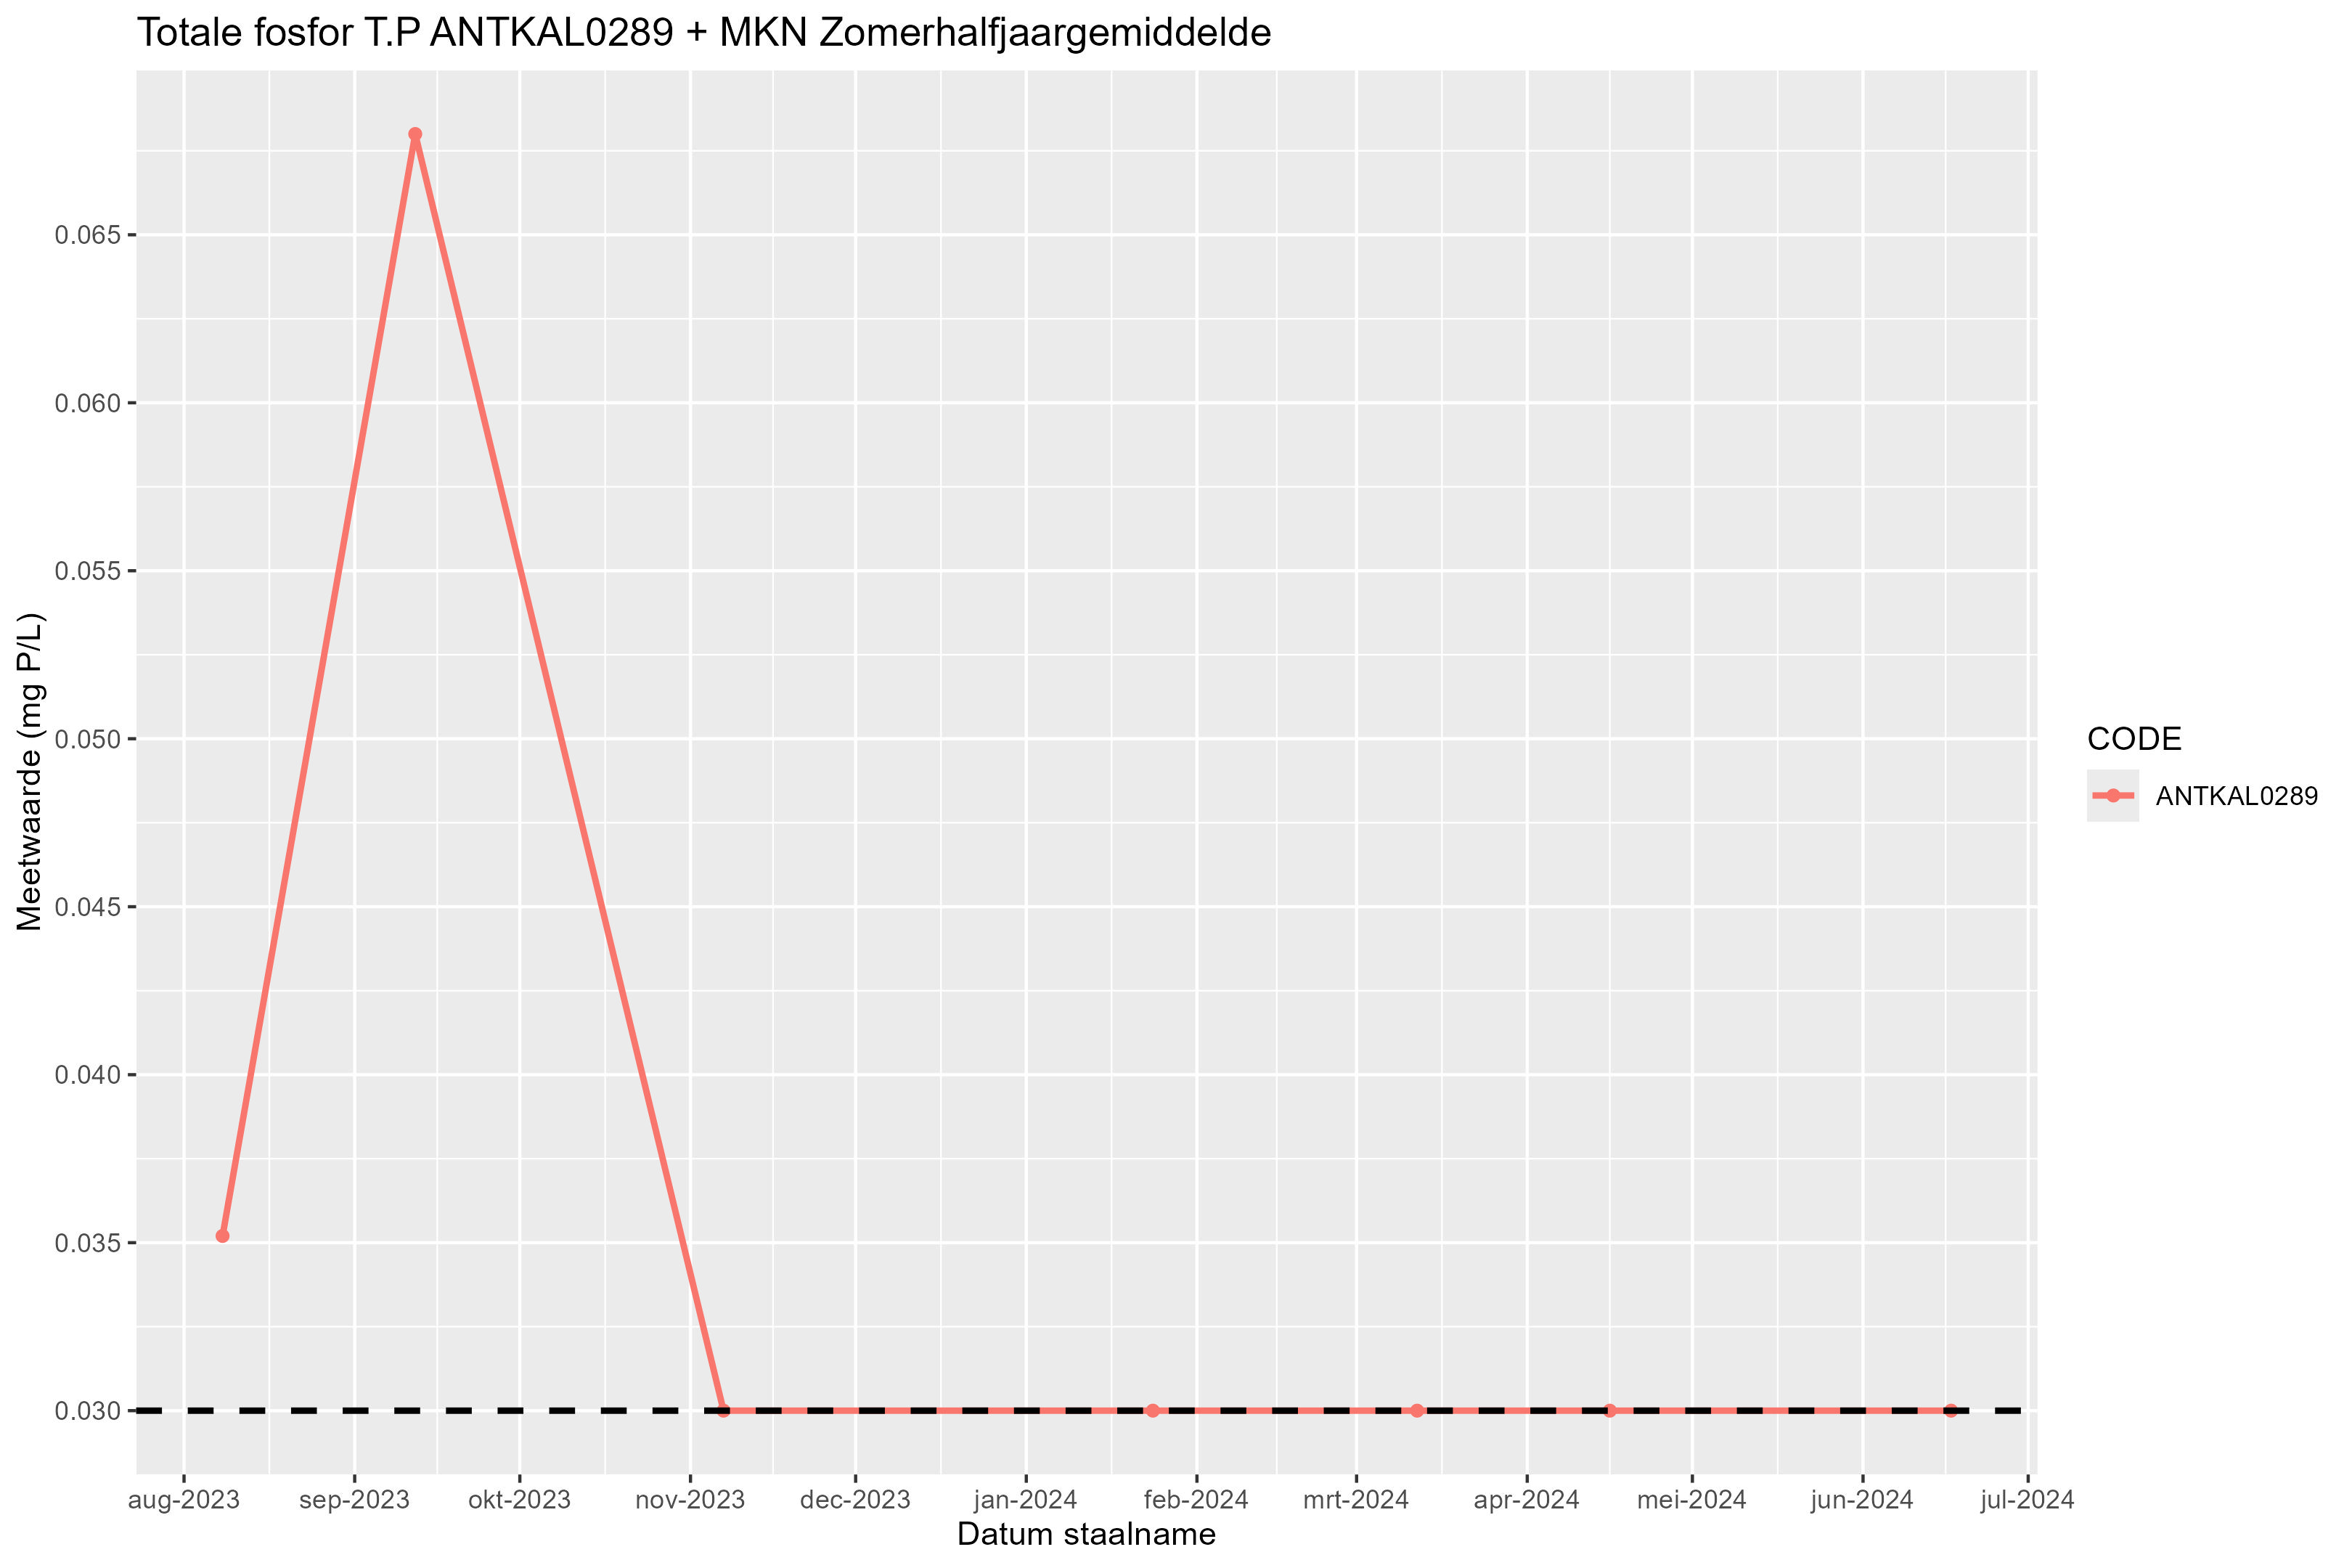 Totale fosfor T.P ANTKAL0289 + MKN Zomerhalfjaargemiddelde
Meetwaarde (mg P/L)
0.065
0.060
0.055
0.050
0.045
0.040
0.035
0.030
aug-2023 sep-2023 okt-2023 nov-2023 dec-2023 jan-2024 feb-2024 mrt-2024 apr-2024 mei-2024 jun-2024 jul-2024
Datum staalname
CODE
ANTKAL0289